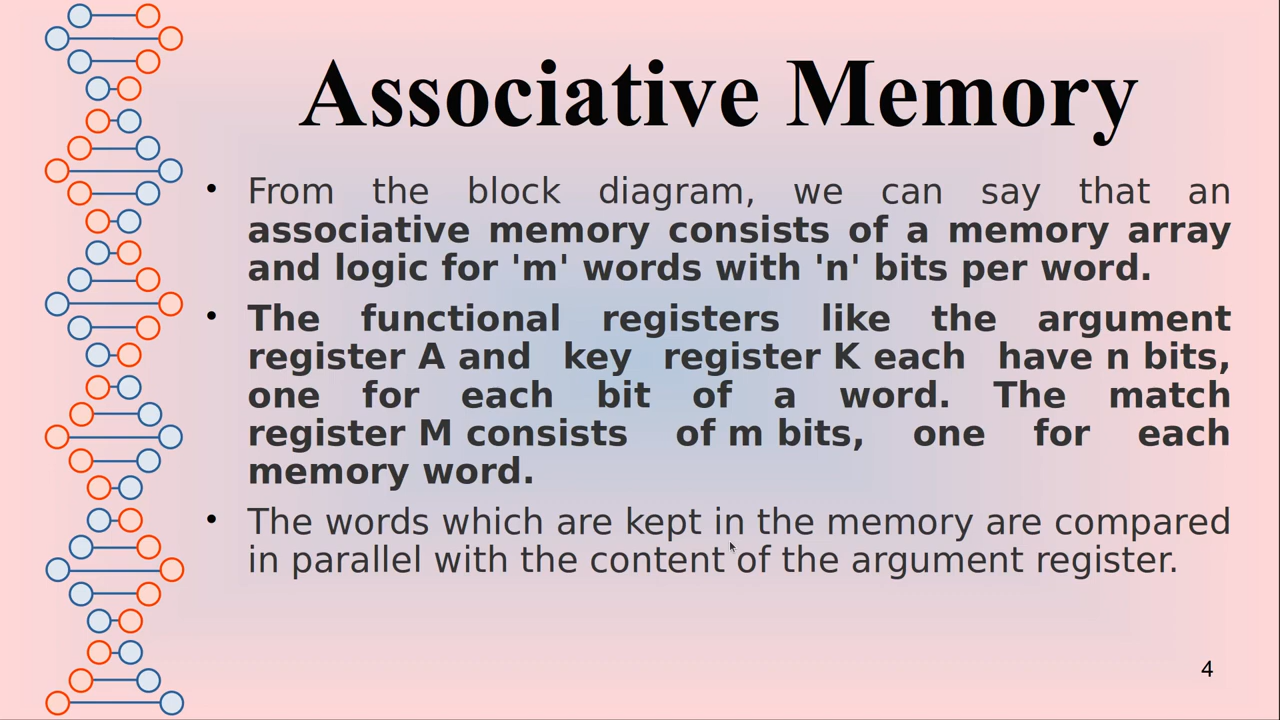 Associative Memory
• From the block diagram, we can say that an
associative memory consists of a memory array
and logic for 'm' words with 'n' bits per word.
• The functional registers like the argument
register A and key register K each have n bits,
one for each bit of a word. The match
register M consists of m bits, one for each
memory word.
• The words which are kept in the memory are compared
in parallel with the content of the argument register.
4